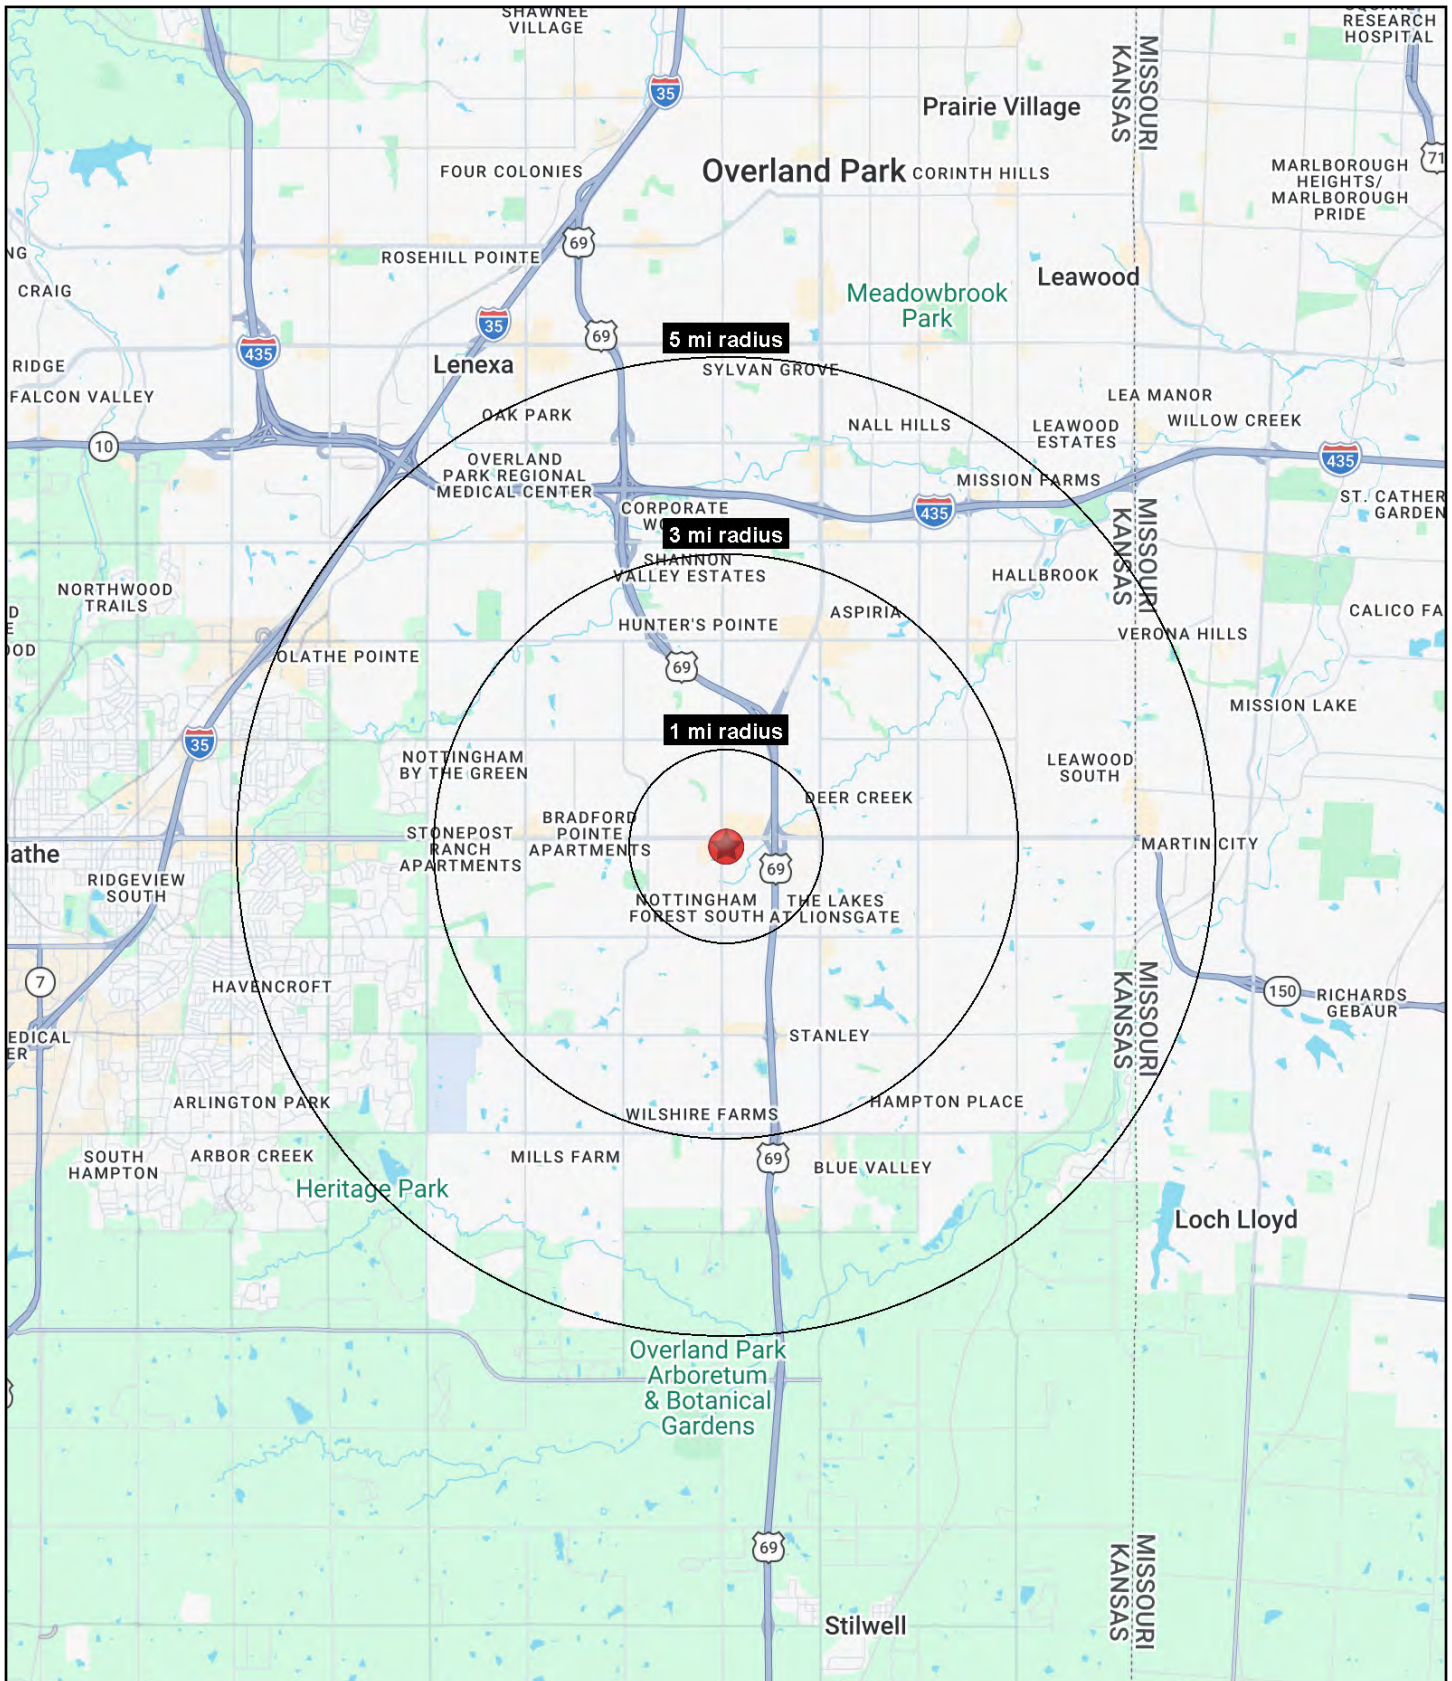 SHAWNEE
VILLAGE
RESEARCH
HOSPITAL
35
MISSOURI
KANSAS
Prairie Village
71
FOUR COLONIES
Overland Park
CORINTH HILLS
MARLBOROUGH
HEIGHTS/
MARLBOROUGH
PRIDE
69
NG
ROSEHILL POINTE
CRAIG
Leawood
Meadowbrook
Park
35
69
5 mi radius
435
RIDGE
Lenexa
SYLVAN GROVE
FALCON VALLEY
LEA MANOR
OAK PARK
NALL HILLS
LEAWOOD
ESTATES
WILLOW CREEK
10
OVERLAND
PARK REGIONAL
MEDICAL CENTER
435
MISSION FARMS
435
ST. CATHER
GARDEN
CORPORATE
WO
MISSOURI
KANSAS
3 mi radius
SHANNON
VALLEY ESTATES
HALLBROOK
NORTHWOOD
TRAILS
D
E
OOD
ASPIRIA
CALICO FA
HUNTER'S POINTE
VERONA HILLS
OLATHE POINTE
69
MISSION LAKE
1 mi radius
35
NOTTINGHAM
BY THE GREEN
LEAWOOD
SOUTH
DEER CREEK
BRADFORD
POINTE
APARTMENTS
STONEPOST
RANCH
APARTMENTS
MARTIN CITY
lathe
69
RIDGEVIEW
SOUTH
NOTTINGHAM
FOREST SOUTH
THE LAKES
AT LIONSGATE
7
HAVENCROFT
150
RICHARDS
GEBAUR
MISSOURI
KANSAS
EDICAL
ER
STANLEY
ARLINGTON PARK
WILSHIRE FARMS
HAMPTON PLACE
SOUTH
HAMPTON
ARBOR CREEK
MILLS FARM
69
BLUE VALLEY
Heritage Park
Loch Lloyd
Overland Park
Arboretum
& Botanical
Gardens
69
MISSOURI
KANSAS
Stilwell